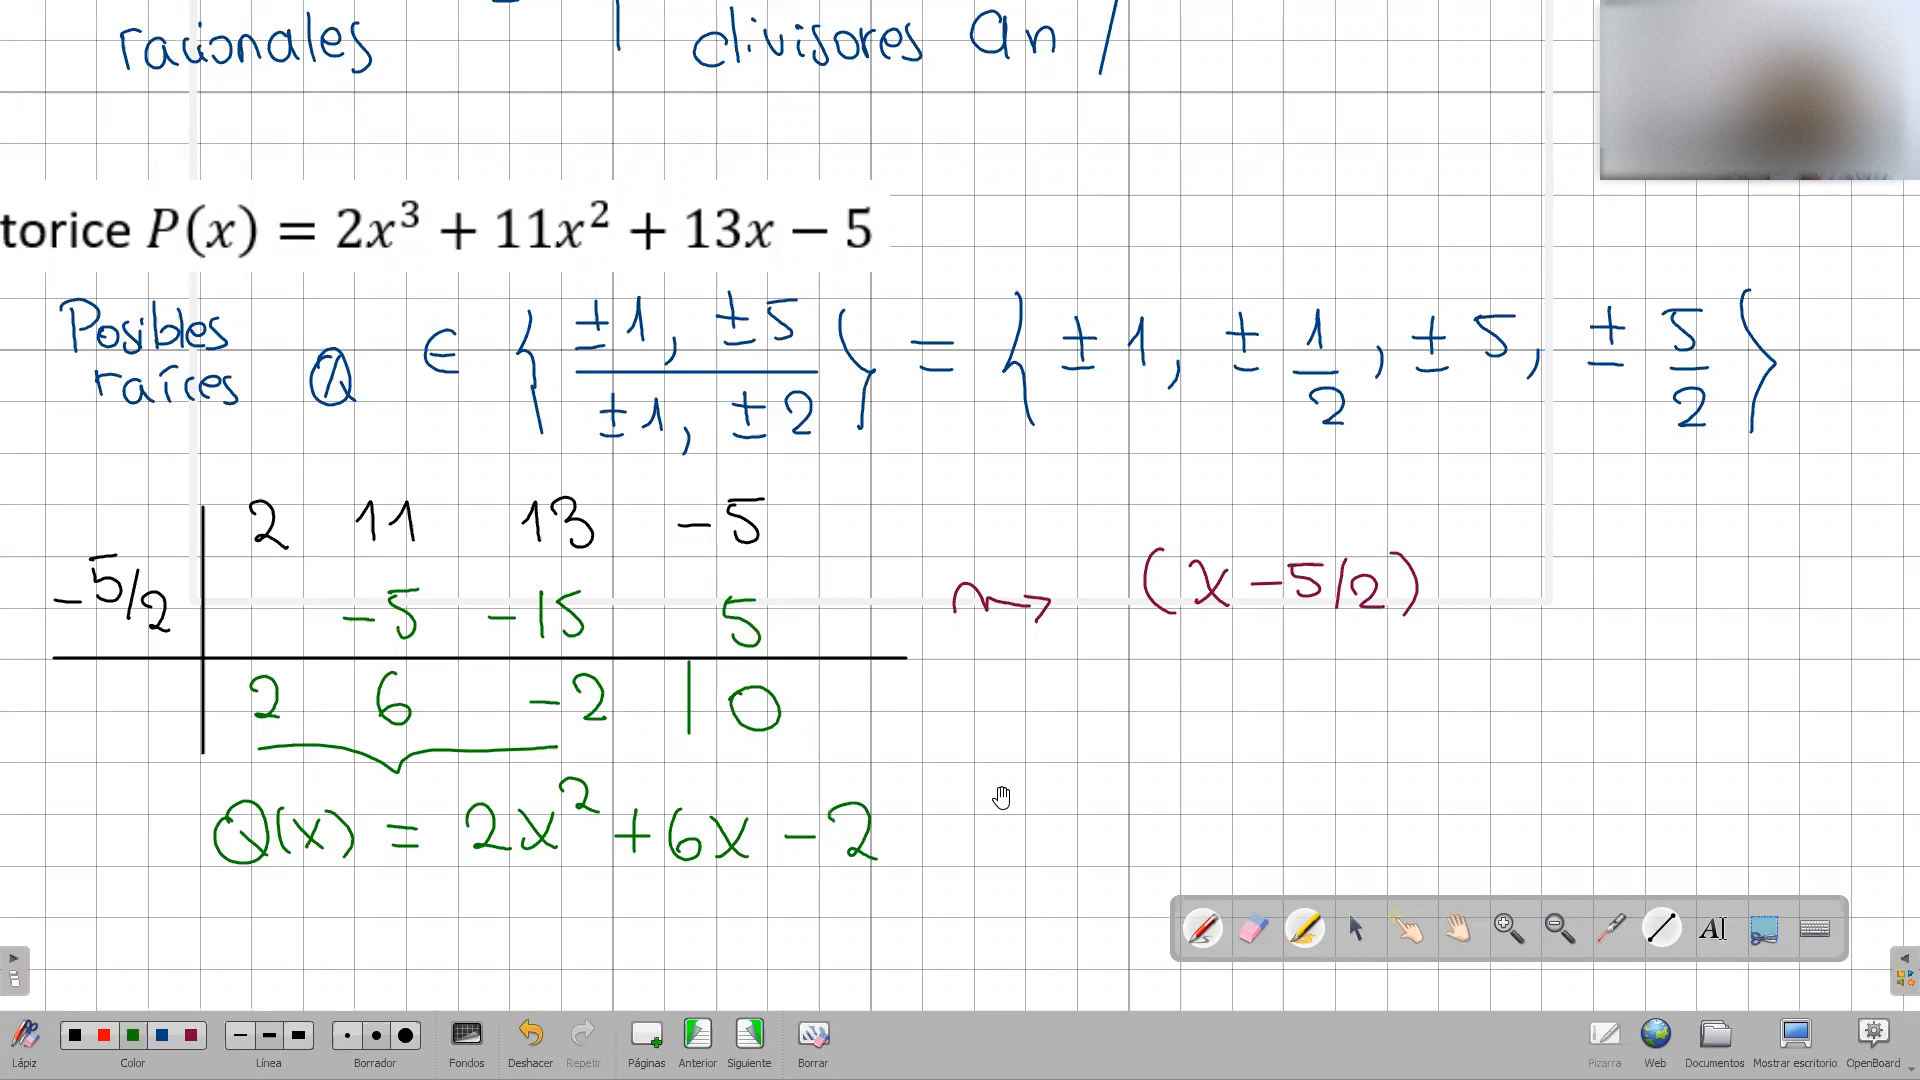 racionales divisores an
torice P(x) = 2x³ + 11x² + 13x − 5
Posibles raíces Q ∈ { ±1, ±5 / ±1, ±2 } = { ±1, ±1/2, ±5, ±5/2 }
2 11 13 −5
−5/2 −5 −15 5 ⇝ (x −5/2)
2 6 −2 | 0
Q(x) = 2x² + 6x − 2
Lápiz Color Línea Borrador Fondos Deshacer Repetir Páginas Anterior Siguiente Borrar Pizarra Web Documentos Mostrar escritorio OpenBoard